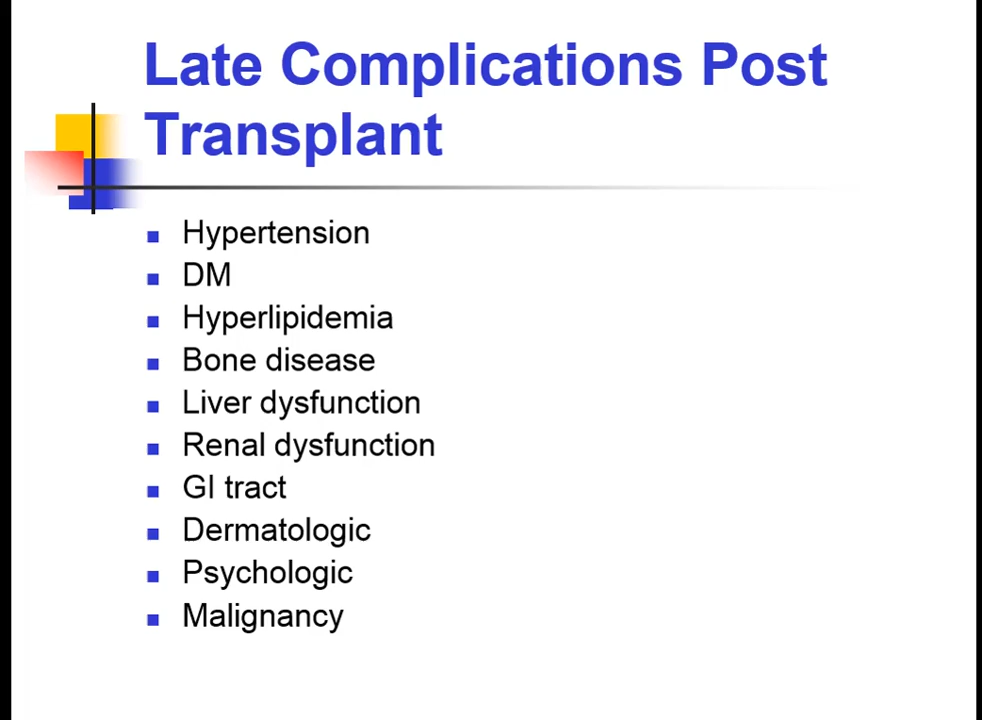 Late Complications Post
Transplant
Hypertension
DM
Hyperlipidemia
Bone disease
Liver dysfunction
Renal dysfunction
GI tract
Dermatologic
Psychologic
Malignancy